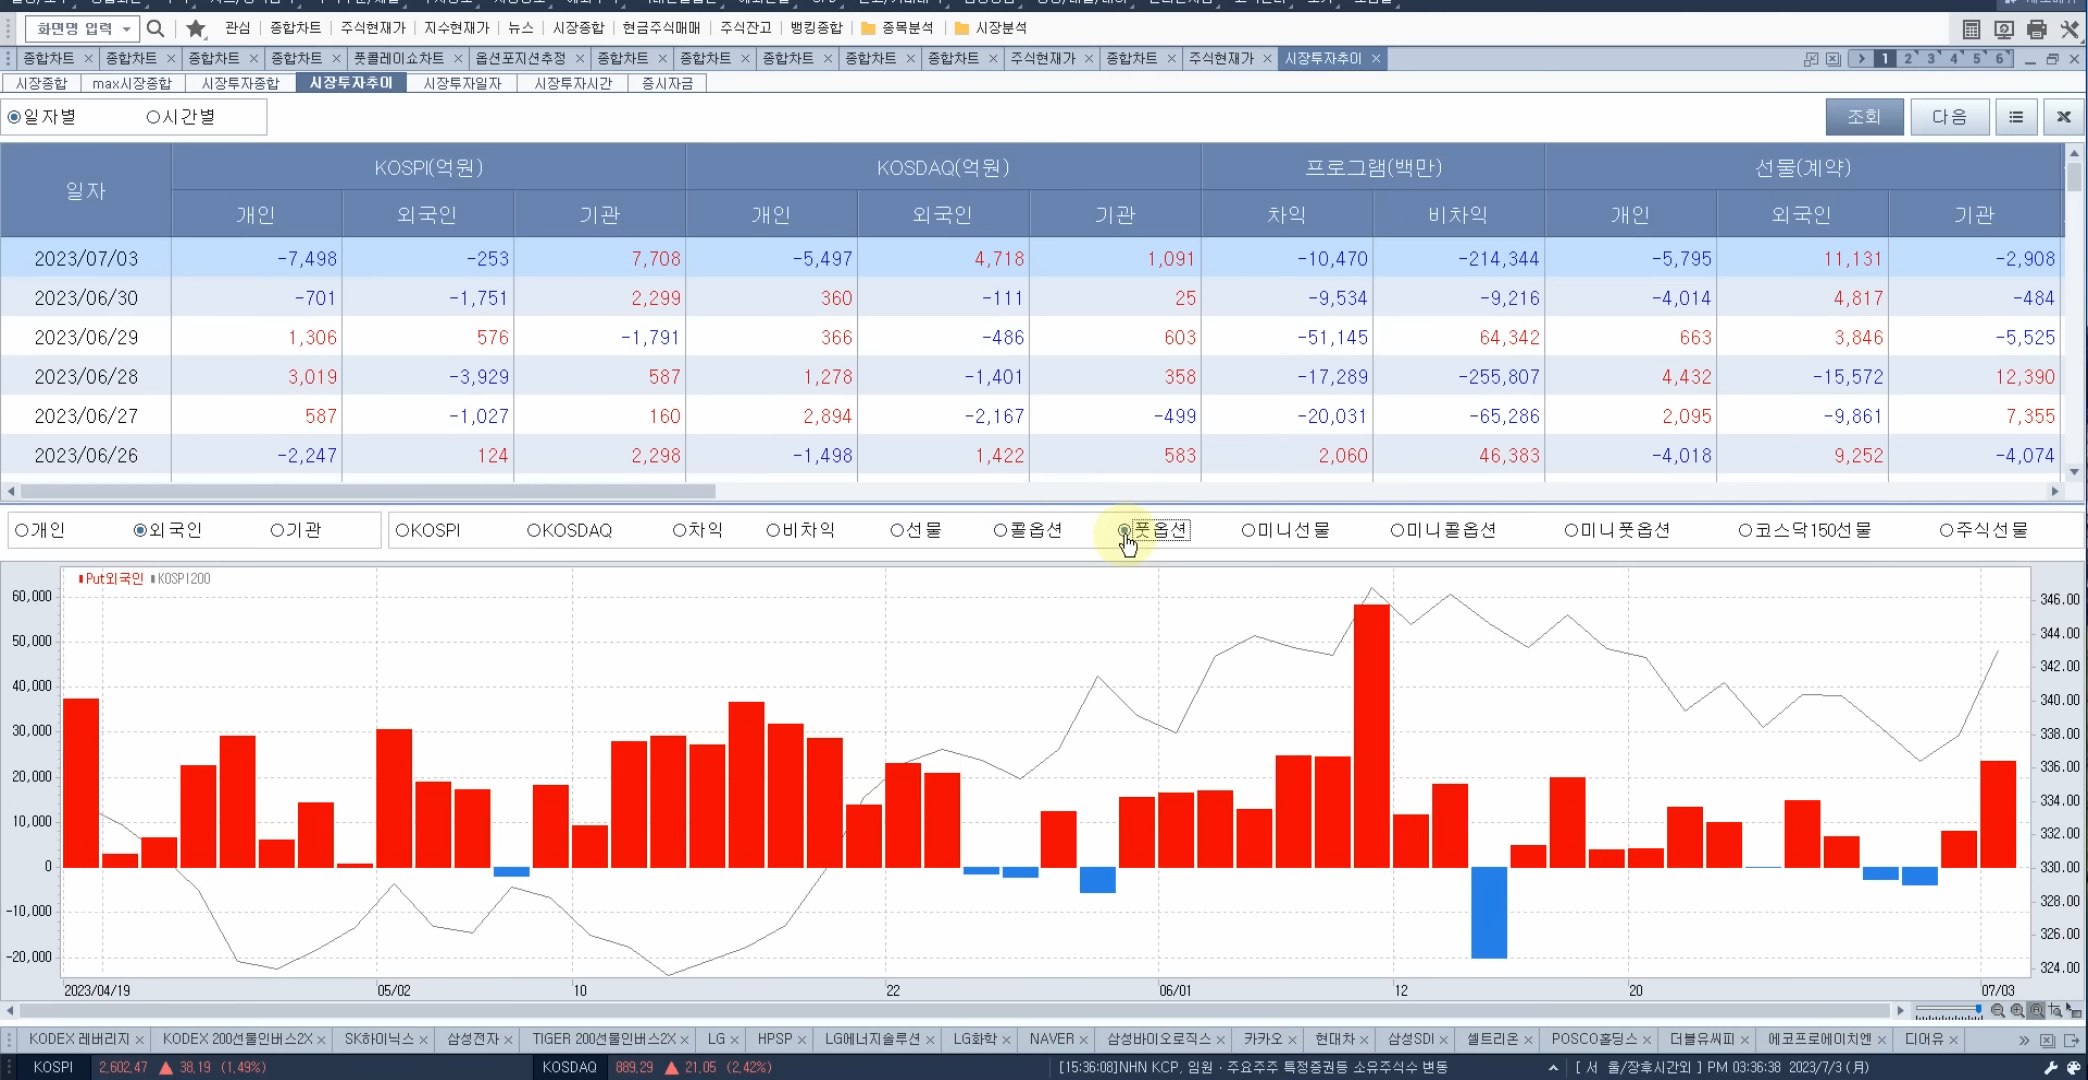 화면명 입력 관심 종합차트 주식현재가 지수현재가 뉴스 시장종합 현금주식매매 주식잔고 뱅킹종합 종목분석 시장분석
종합차트 × 종합차트 × 종합차트 × 종합차트 × 풋콜레이쇼차트 × 옵션포지션추정 × 종합차트 × 종합차트 × 종합차트 × 종합차트 × 종합차트 × 주식현재가 × 종합차트 × 주식현재가 × 시장투자추이 × 1 2 3 4 5 6
시장종합 max시장종합 시장투자종합 시장투자추이 시장투자일자 시장투자시간 증시자금
일자별 시간별 조회 다음
일자 KOSPI(억원) KOSDAQ(억원) 프로그램(백만) 선물(계약)
개인 외국인 기관 개인 외국인 기관 차익 비차익 개인 외국인 기관
2023/07/03 -7,498 -253 7,708 -5,497 4,718 1,091 -10,470 -214,344 -5,795 11,131 -2,908
2023/06/30 -701 -1,751 2,299 360 -111 25 -9,534 -9,216 -4,014 4,817 -484
2023/06/29 1,306 576 -1,791 366 -486 603 -51,145 64,342 663 3,846 -5,525
2023/06/28 3,019 -3,929 587 1,278 -1,401 358 -17,289 -255,807 4,432 -15,572 12,390
2023/06/27 587 -1,027 160 2,894 -2,167 -499 -20,031 -65,286 2,095 -9,861 7,355
2023/06/26 -2,247 124 2,298 -1,498 1,422 583 2,060 46,383 -4,018 9,252 -4,074
개인 외국인 기관 KOSPI KOSDAQ 차익 비차익 선물 콜옵션 풋옵션 미니선물 미니콜옵션 미니풋옵션 코스닥150선물 주식선물
Put외국인 KOSPI200
60,000 346.00
50,000 344.00
40,000 342.00
30,000 340.00
20,000 338.00
10,000 336.00
0 334.00
-10,000 332.00
-20,000 330.00
328.00
326.00
324.00
2023/04/19 05/02 10 22 06/01 12 20 07/03
KODEX 레버리지 × KODEX 200선물인버스2X × SK하이닉스 × 삼성전자 × TIGER 200선물인버스2X × LG × HPSP × LG에너지솔루션 × LG화학 × NAVER × 삼성바이오로직스 × 카카오 × 현대차 × 삼성SDI × 셀트리온 × POSCO홀딩스 × 더블유씨피 × 에코프로에이치엔 × 디어유 ×
KOSPI 2,602,47 ▲ 38,19 (1,49%) KOSDAQ 889,29 ▲ 21,05 (2,42%) [15:36:08]NHN KCP, 임원 · 주요주주 특정증권등 소유주식수 변동 [ 서 울/장후시간외 ] PM 03:36:38 2023/7/3 (월)